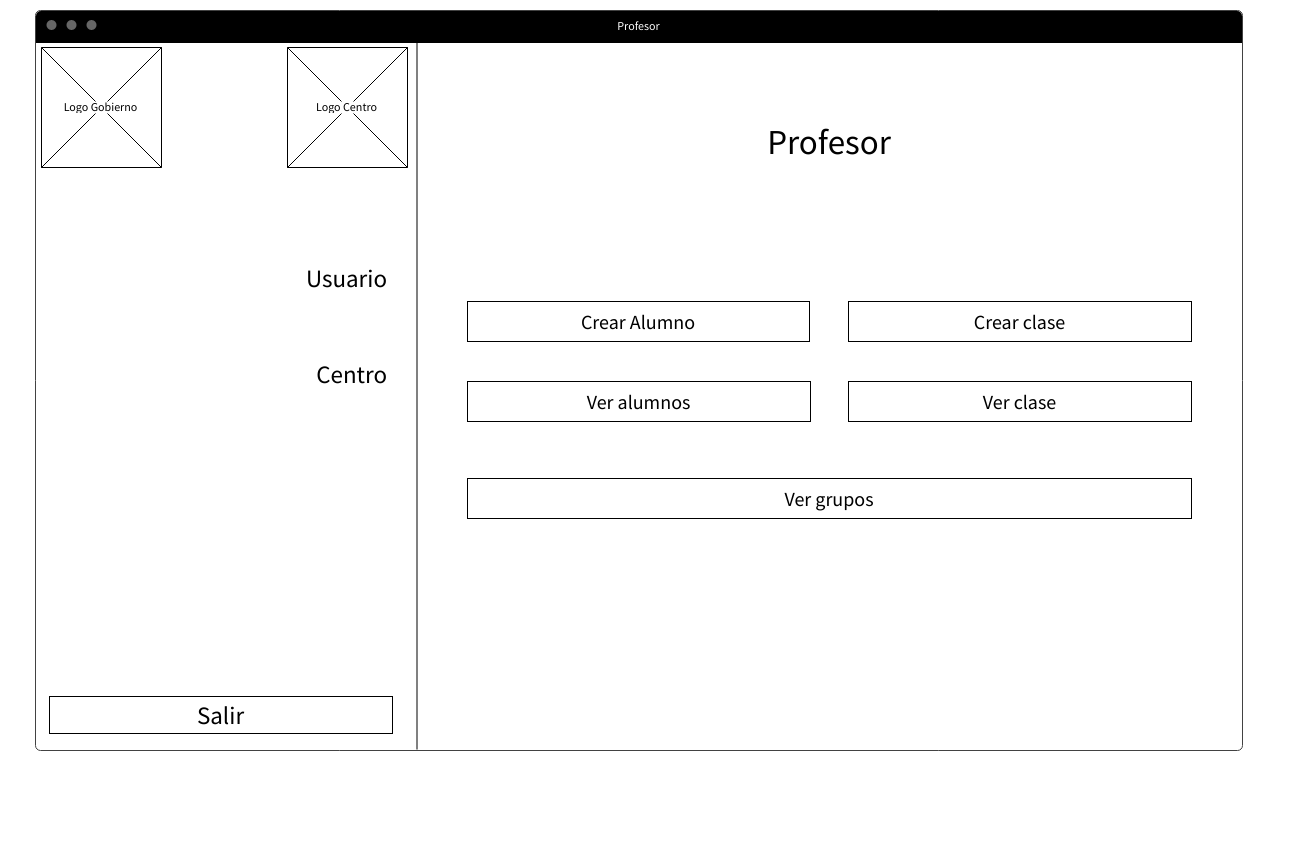 Profesor
Logo Gobierno
Logo Centro
Usuario
Centro
Salir
Profesor
Crear Alumno
Crear clase
Ver alumnos
Ver clase
Ver grupos